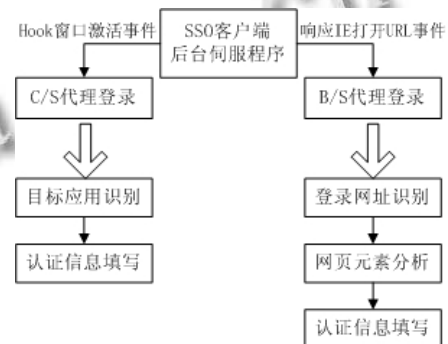 Hook窗口激活事件
SSO客户端
后台伺服程序
响应IE打开URL事件
C/S代理登录
B/S代理登录
目标应用识别
登录网址识别
认证信息填写
网页元素分析
认证信息填写